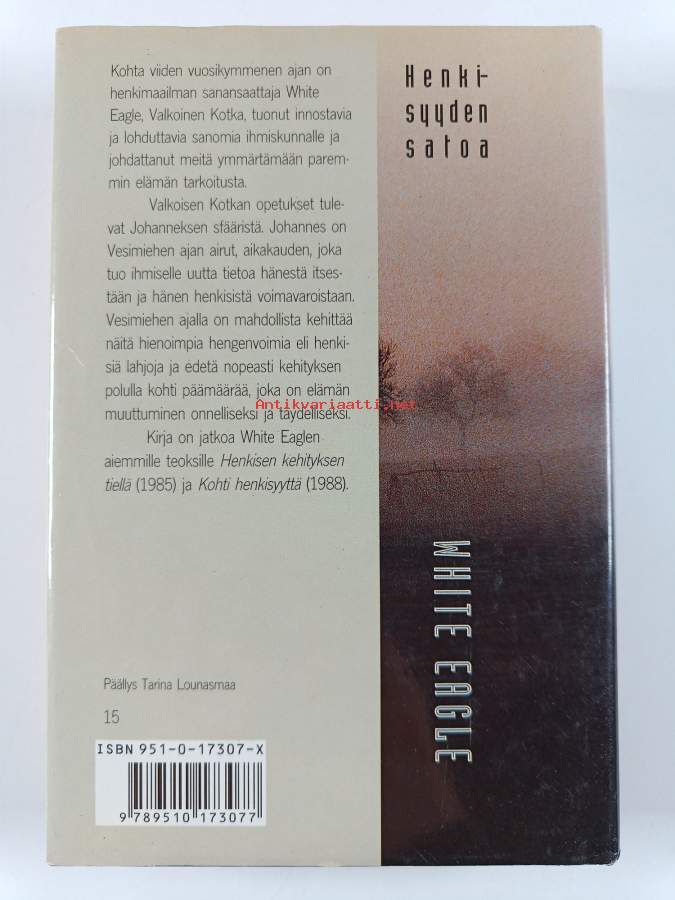 Kohta viiden vuosikymmenen ajan on
henkimaailman sanansaattaja White
Eagle, Valkoinen Kotka, tuonut innostavia
ja lohduttavia sanomia ihmiskunnalle ja
johdattanut meitä ymmärtämään parem-
min elämän tarkoitusta.
Valkoisen Kotkan opetukset tule-
vat Johanneksen sfääristä. Johannes on
Vesimiehen ajan airut, aikakauden, joka
tuo ihmiselle uutta tietoa hänestä itses-
tään ja hänen henkisistä voimavaroistaan.
Vesimiehen ajalla on mahdollista kehittää
näitä hienoimpia hengenvoimia eli henki-
siä lahjoja ja edetä nopeasti kehityksen
polulla kohti päämäärää, joka on elämän
muuttuminen onnelliseksi ja täydelliseksi.
Kirja on jatkoa White Eaglen
aiemmille teoksille Henkisen kehityksen
tiellä (1985) ja Kohti henkisyyttä (1988).
Päällys Tarina Lounasmaa
15
ISBN 951-0-17307-X
9 789510 173077
Henki-
syyden
satoa
WHITE EAGLE
Antikvariaatti.net